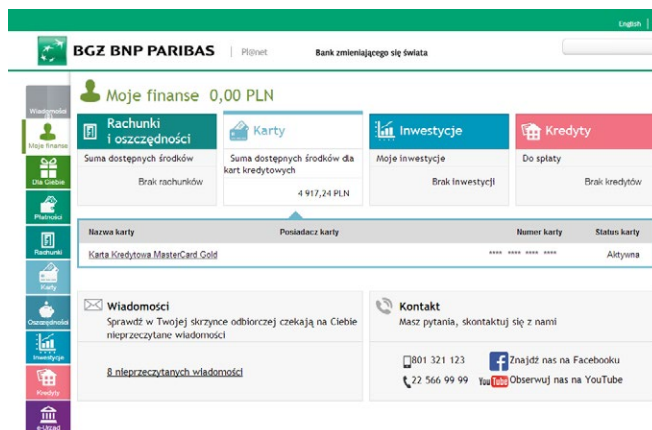 English
BGŻ BNP PARIBAS | Pl@net Bank zmieniającego się świata
Wiadomości
Moje finanse
Dla Ciebie
Płatności
Rachunki
Karty
Oszczędności
Inwestycje
Kredyty
e-Urząd
Moje finanse 0,00 PLN
Rachunki
i oszczędności
Suma dostępnych środków
Brak rachunków
Karty
Suma dostępnych środków dla
kart kredytowych
4 917,24 PLN
Inwestycje
Moje inwestycje
Brak inwestycji
Kredyty
Do spłaty
Brak kredytów
Nazwa karty Posiadacz karty Numer karty Status karty
Karta Kredytowa MasterCard Gold **** **** **** **** Aktywna
Wiadomości
Sprawdź w Twojej skrzynce odbiorczej czekają na Ciebie
nieprzeczytane wiadomości
8 nieprzeczytanych wiadomości
Kontakt
Masz pytania, skontaktuj się z nami
801 321 123 Znajdź nas na Facebooku
22 566 99 99 You Tube Obserwuj nas na YouTube